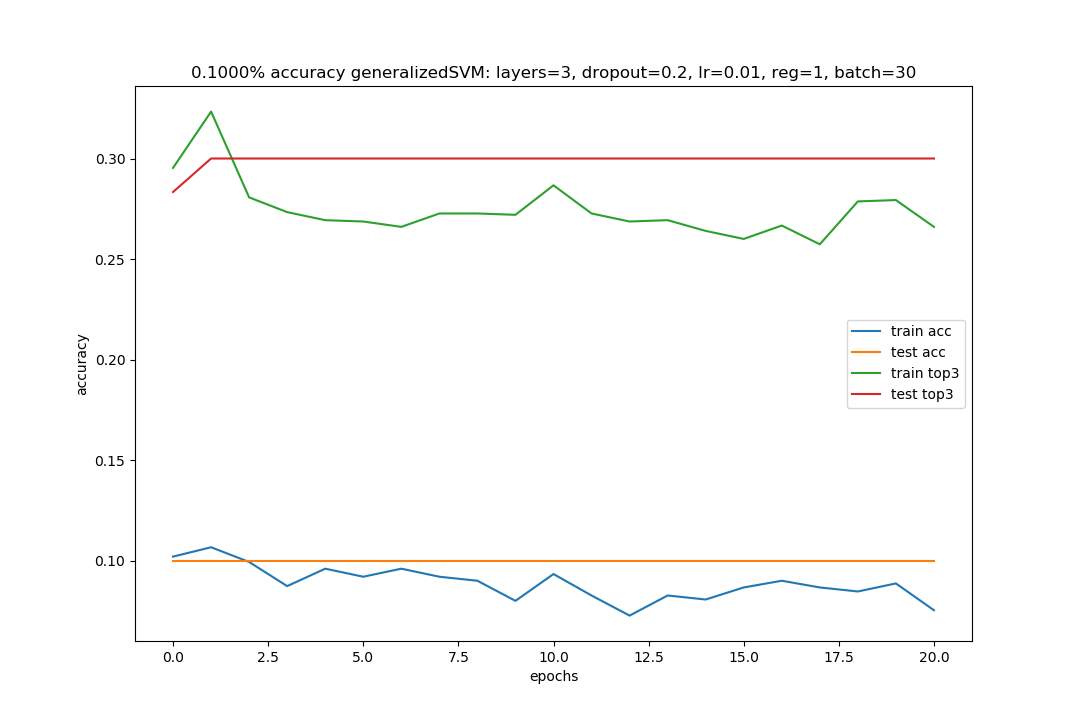 0.1000% accuracy generalizedSVM: layers=3, dropout=0.2, lr=0.01, reg=1, batch=30
0.30
0.25
0.20
0.15
0.10
accuracy
train acc
test acc
train top3
test top3
0.0 2.5 5.0 7.5 10.0 12.5 15.0 17.5 20.0
epochs